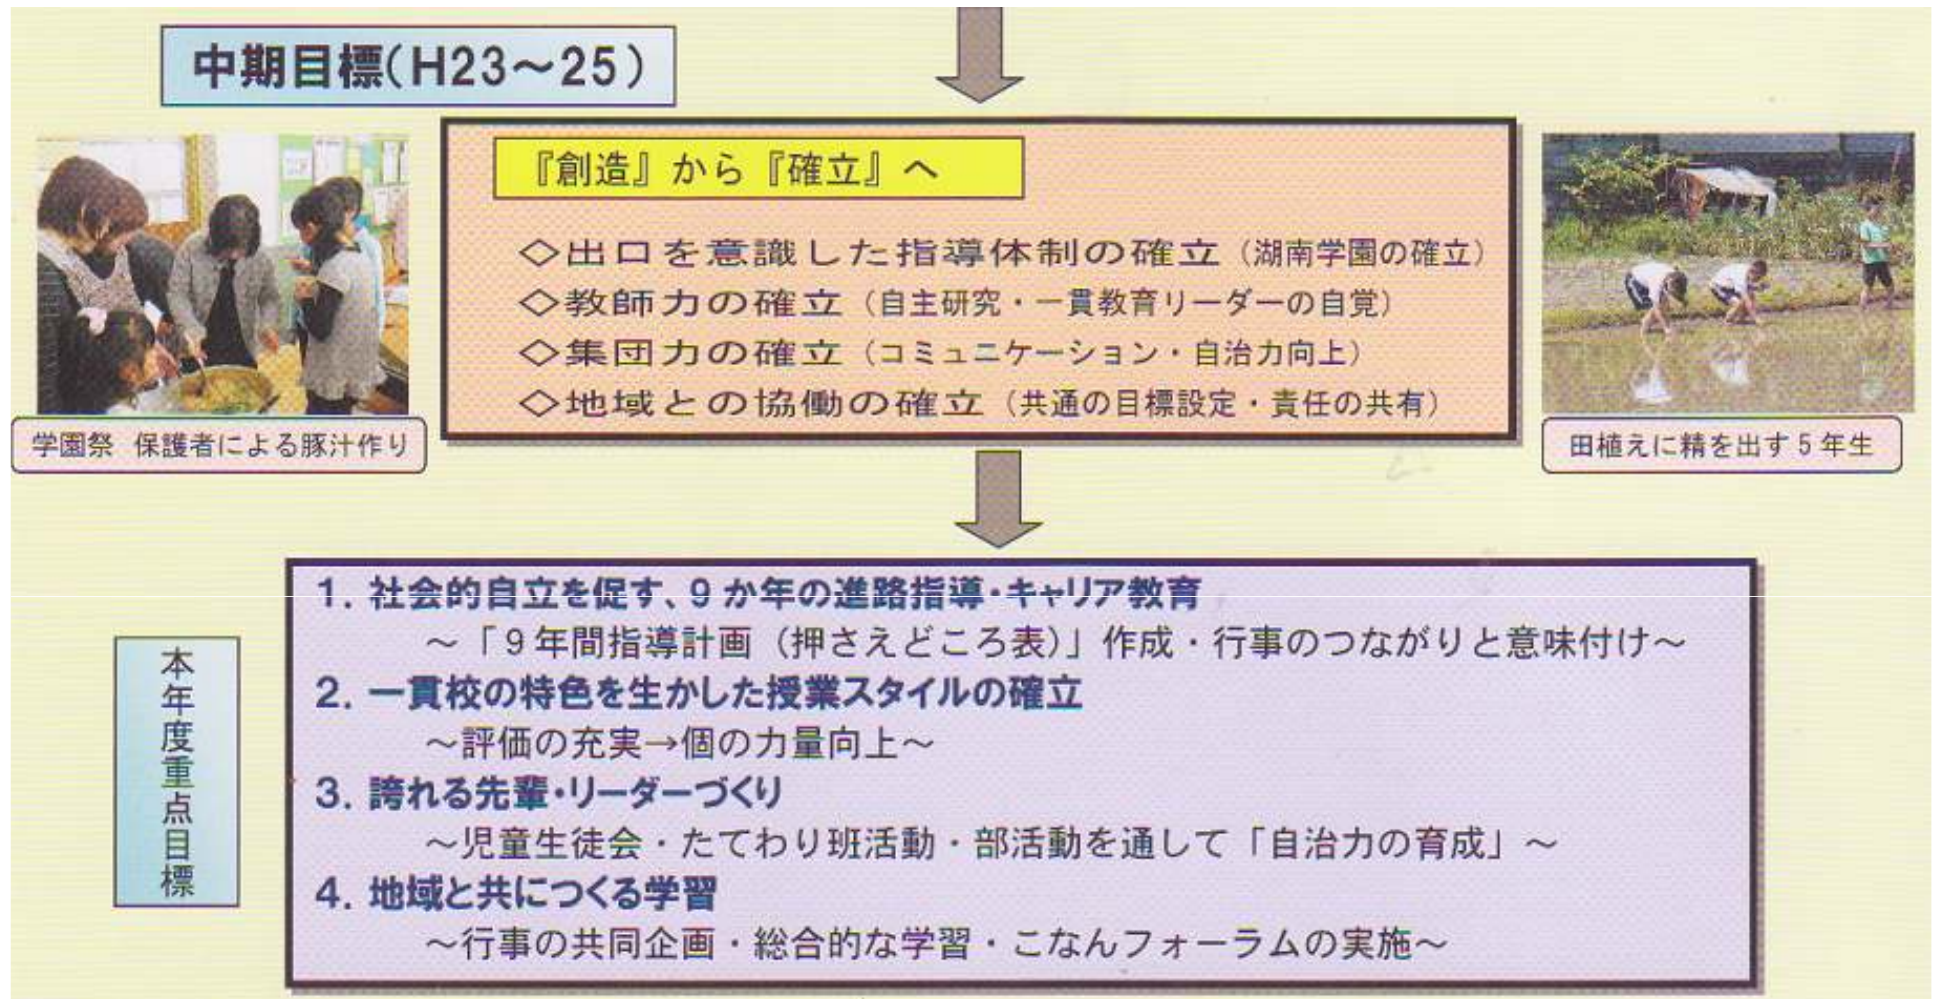 中期目標(H23～25)
『創造』から『確立』へ
◇出口を意識した指導体制の確立（湖南学園の確立）
◇教師力の確立（自主研究・一貫教育リーダーの自覚）
◇集団力の確立（コミュニケーション・自治力向上）
◇地域との協働の確立（共通の目標設定・責任の共有）
学園祭 保護者による豚汁作り
田植えに精を出す５年生
本年度重点目標
1. 社会的自立を促す、9か年の進路指導・キャリア教育
～「９年間指導計画（押さえどころ表）」作成・行事のつながりと意味付け～
2. 一貫校の特色を生かした授業スタイルの確立
～評価の充実→個の力量向上～
3. 誇れる先輩・リーダーづくり
～児童生徒会・たてわり班活動・部活動を通して「自治力の育成」～
4. 地域と共につくる学習
～行事の共同企画・総合的な学習・こなんフォーラムの実施～